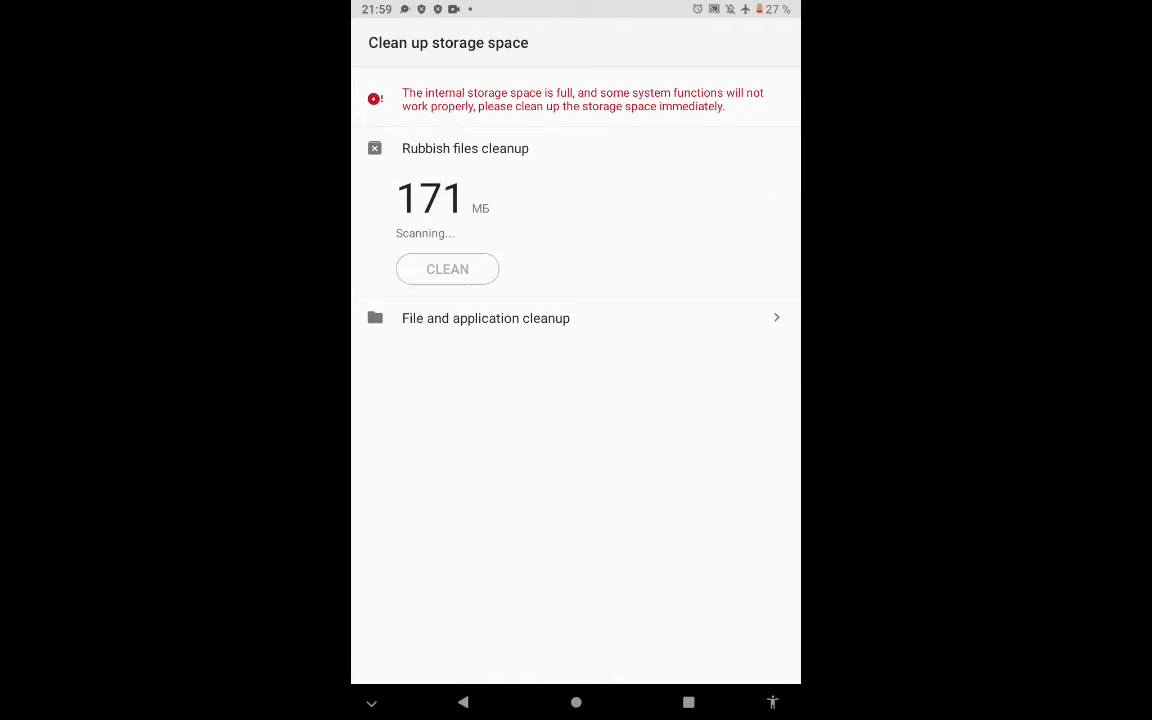 21:59
27 %
Clean up storage space
The internal storage space is full, and some system functions will not
work properly, please clean up the storage space immediately.
Rubbish files cleanup
171 МБ
Scanning...
CLEAN
File and application cleanup